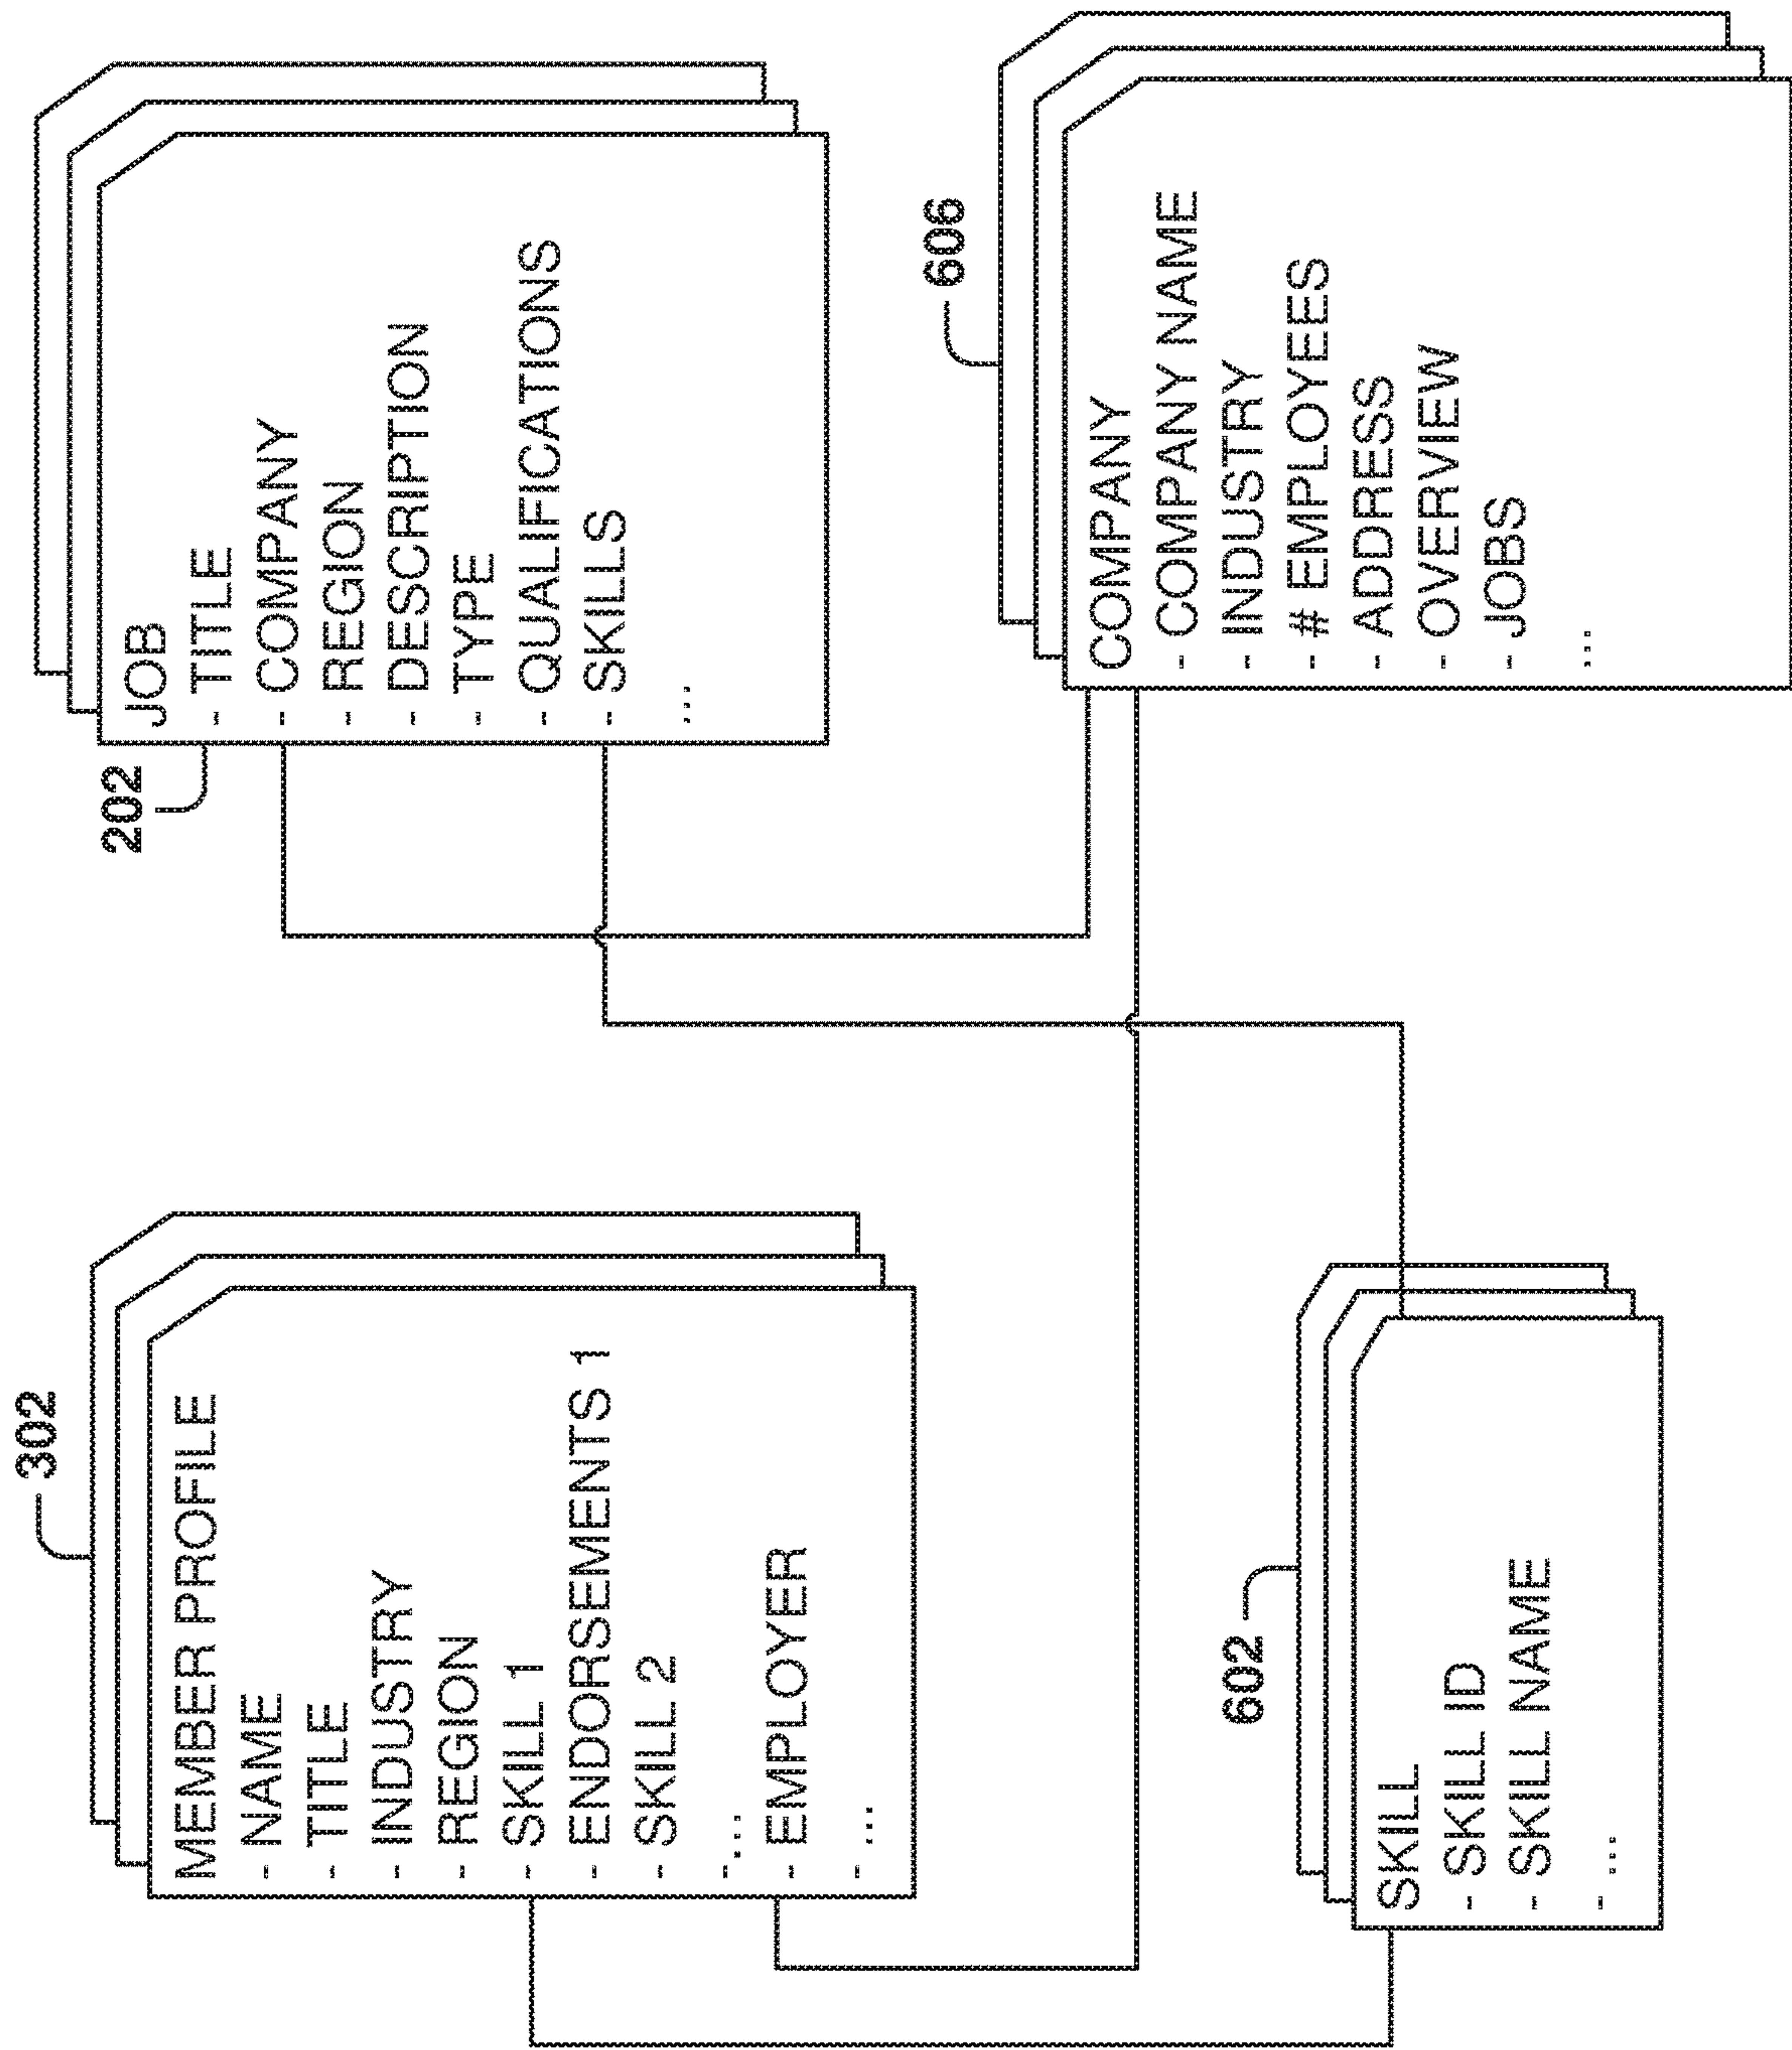 302
MEMBER PROFILE
- NAME
- TITLE
- INDUSTRY
- REGION
- SKILL 1
- ENDORSEMENTS 1
- SKILL 2
- ...
- EMPLOYER
- ...
202
JOB
- TITLE
- COMPANY
- REGION
- DESCRIPTION
- TYPE
- QUALIFICATIONS
- SKILLS
...
602
SKILL
- SKILL ID
- SKILL NAME
- ...
606
COMPANY
- COMPANY NAME
- INDUSTRY
- # EMPLOYEES
- ADDRESS
- OVERVIEW
- JOBS
...